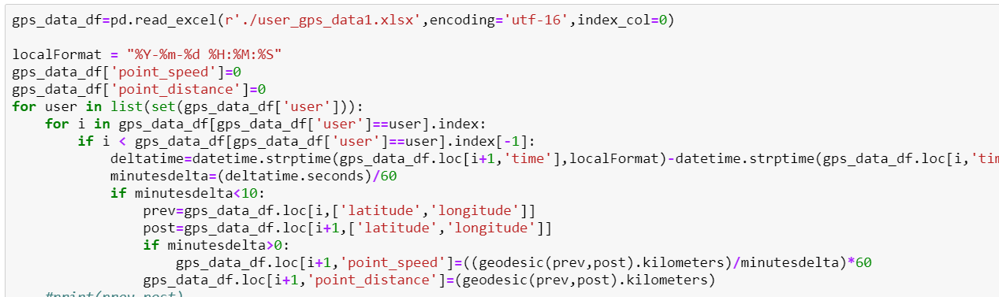 gps_data_df=pd.read_excel(r'./user_gps_data1.xlsx',encoding='utf-16',index_col=0)
localFormat = "%Y-%m-%d %H:%M:%S"
gps_data_df['point_speed']=0
gps_data_df['point_distance']=0
for user in list(set(gps_data_df['user'])):
    for i in gps_data_df[gps_data_df['user']==user].index:
        if i < gps_data_df[gps_data_df['user']==user].index[-1]:
            deltatime=datetime.strptime(gps_data_df.loc[i+1,'time'],localFormat)-datetime.strptime(gps_data_df.loc[i,'tim
            minutesdelta=(deltatime.seconds)/60
            if minutesdelta<10:
                prev=gps_data_df.loc[i,['latitude','longitude']]
                post=gps_data_df.loc[i+1,['latitude','longitude']]
                if minutesdelta>0:
                    gps_data_df.loc[i+1,'point_speed']=((geodesic(prev,post).kilometers)/minutesdelta)*60
                gps_data_df.loc[i+1,'point_distance']=(geodesic(prev,post).kilometers)
    #print(prev,post)